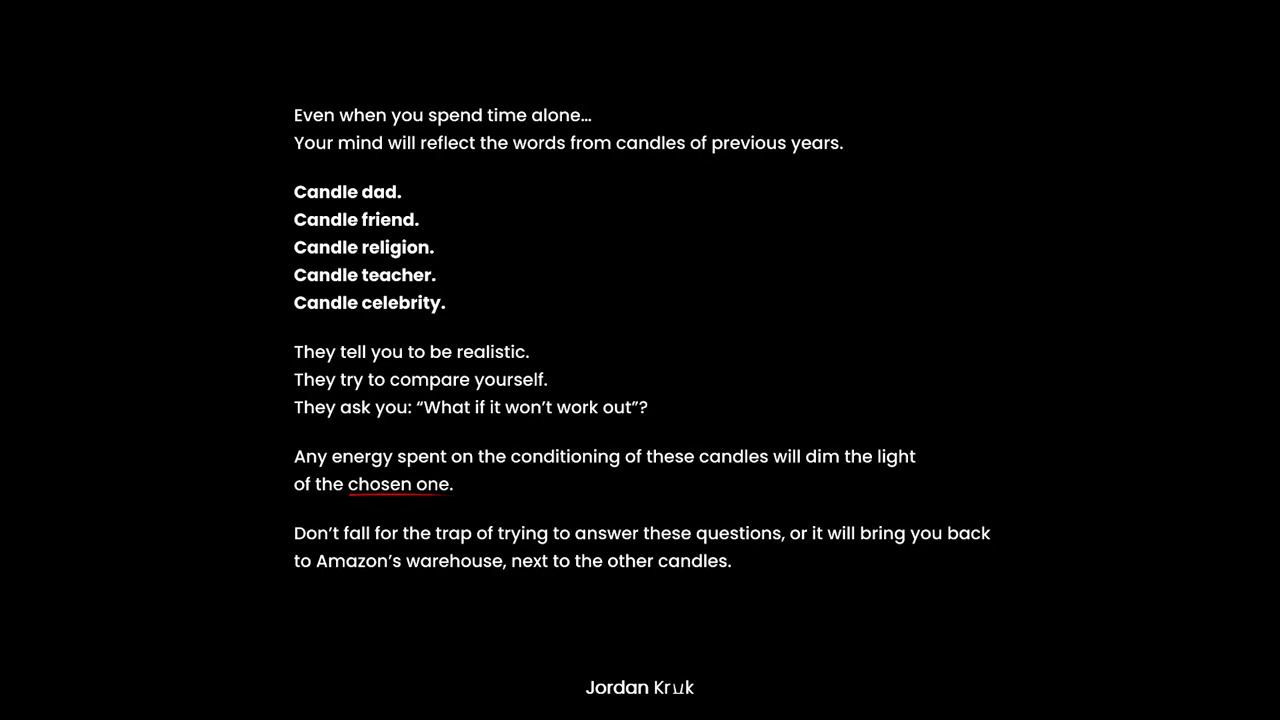 Even when you spend time alone…
Your mind will reflect the words from candles of previous years.
Candle dad.
Candle friend.
Candle religion.
Candle teacher.
Candle celebrity.
They tell you to be realistic.
They try to compare yourself.
They ask you: “What if it won’t work out”?
Any energy spent on the conditioning of these candles will dim the light
of the chosen one.
Don’t fall for the trap of trying to answer these questions, or it will bring you back
to Amazon’s warehouse, next to the other candles.
Jordan Kruk